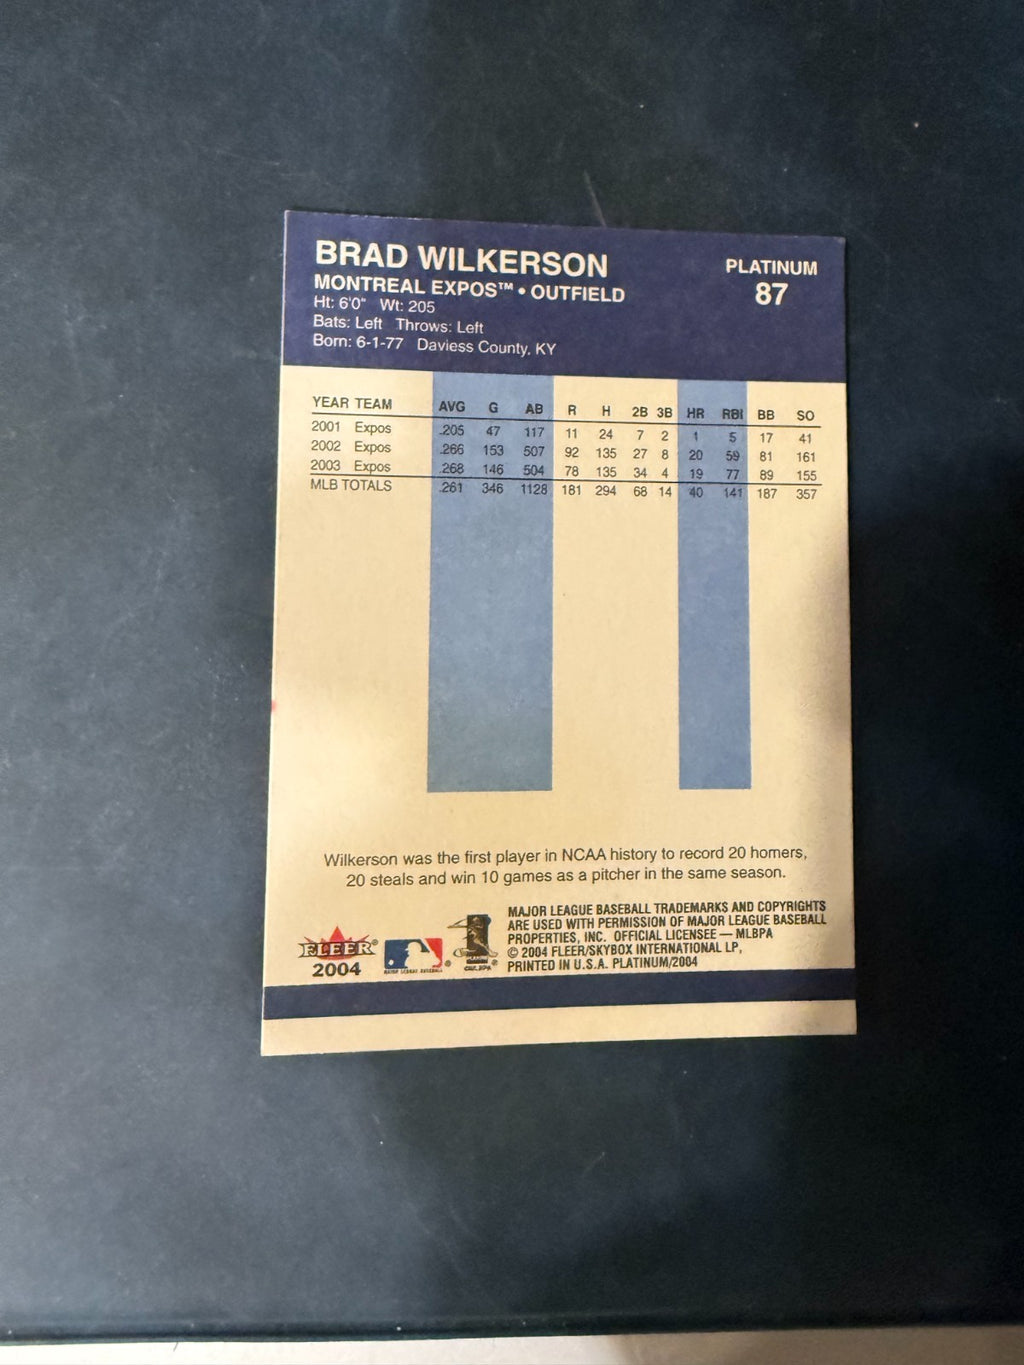 BRAD WILKERSON
MONTREAL EXPOS™ • OUTFIELD
Ht: 6'0" Wt: 205
Bats: Left Throws: Left
Born: 6-1-77 Daviess County, KY
PLATINUM
87
YEAR TEAM AVG G AB R H 2B 3B HR RBI BB SO
2001 Expos .205 47 117 11 24 7 2 1 5 17 41
2002 Expos .266 153 507 92 135 27 8 20 59 81 161
2003 Expos .268 146 504 78 135 34 4 19 77 89 155
MLB TOTALS .261 346 1128 181 294 68 14 40 141 187 357
Wilkerson was the first player in NCAA history to record 20 homers,
20 steals and win 10 games as a pitcher in the same season.
FLEER®
2004
MAJOR LEAGUE BASEBALL
MAJOR LEAGUE BASEBALL TRADEMARKS AND COPYRIGHTS
ARE USED WITH PERMISSION OF MAJOR LEAGUE BASEBALL
PROPERTIES, INC. OFFICIAL LICENSEE — MLBPA
© 2004 FLEER/SKYBOX INTERNATIONAL LP,
PRINTED IN U.S.A. PLATINUM/2004